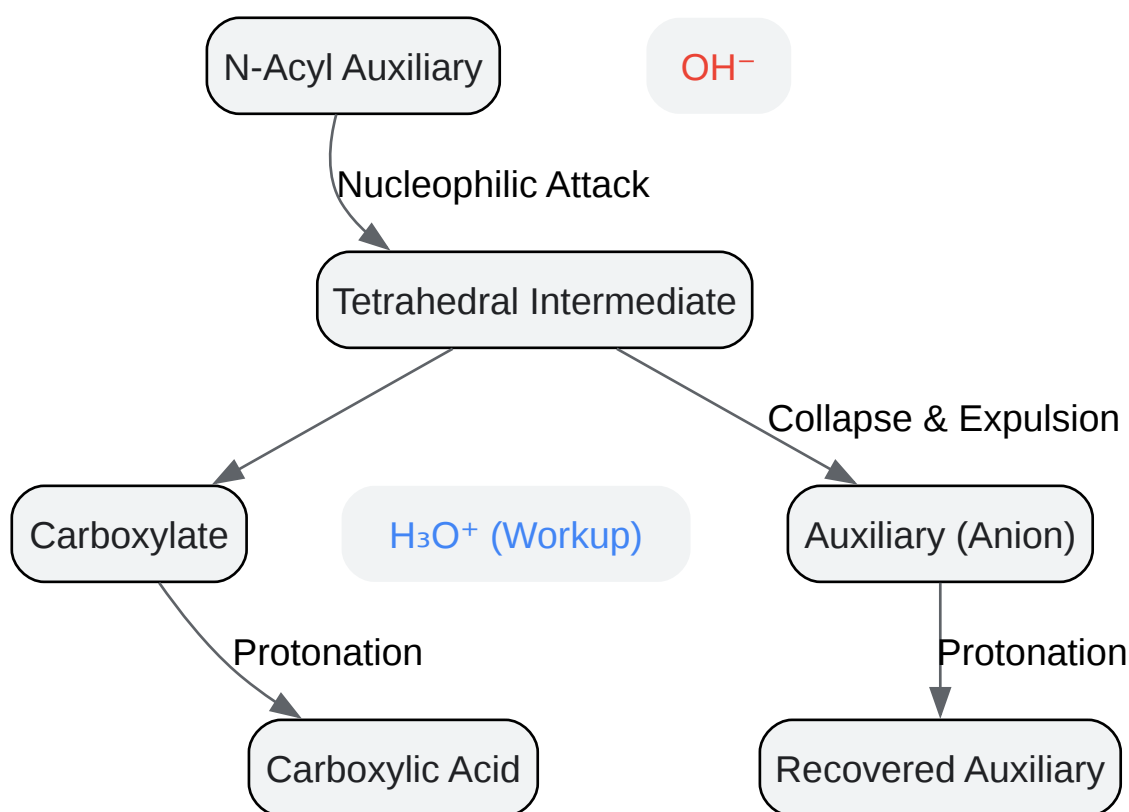 N-Acyl Auxiliary
OH⁻
Nucleophilic Attack
Tetrahedral Intermediate
Collapse & Expulsion
Carboxylate
H₃O⁺ (Workup)
Auxiliary (Anion)
Protonation
Protonation
Carboxylic Acid
Recovered Auxiliary